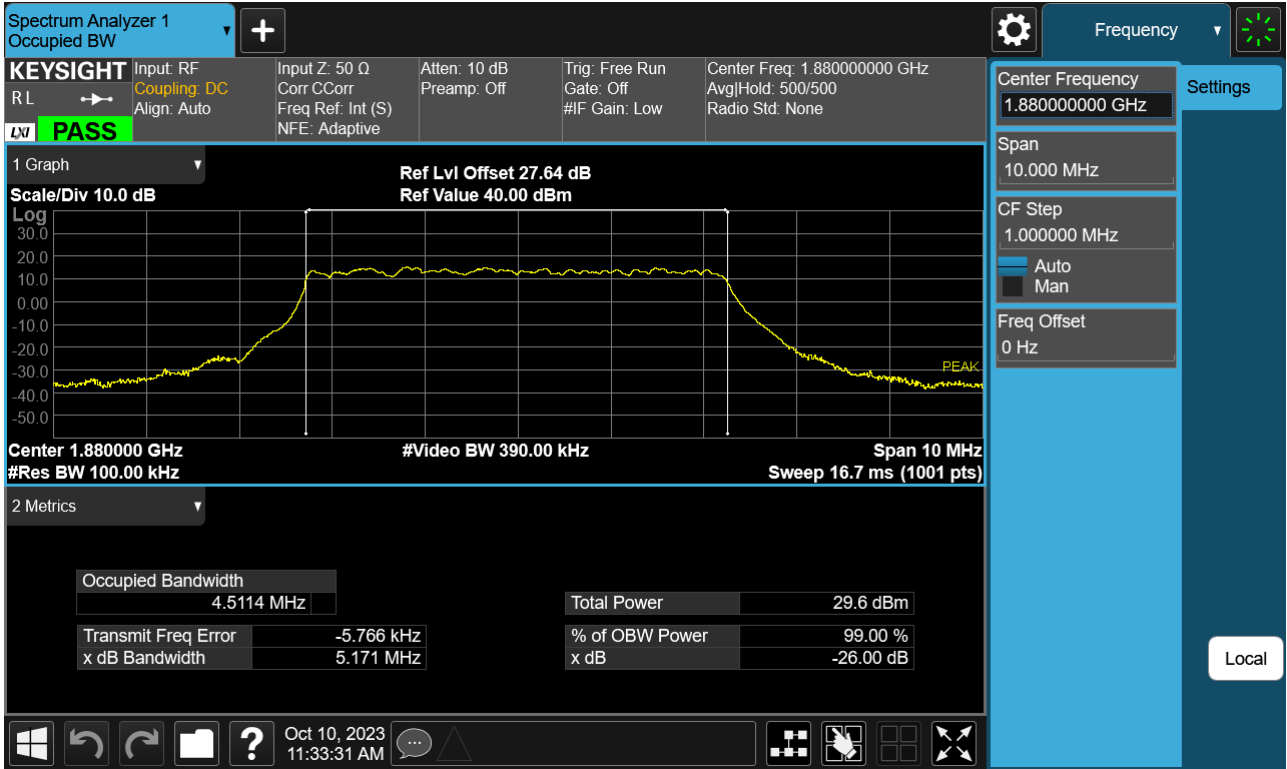 Spectrum Analyzer 1
Occupied BW
Frequency
KEYSIGHT
R L
LXI
PASS
Input: RF
Coupling: DC
Align: Auto
Input Z: 50 Ω
Corr CCorr
Freq Ref: Int (S)
NFE: Adaptive
Atten: 10 dB
Preamp: Off
Trig: Free Run
Gate: Off
#IF Gain: Low
Center Freq: 1.880000000 GHz
Avg|Hold: 500/500
Radio Std: None
Center Frequency
1.880000000 GHz
Settings
Span
10.000 MHz
CF Step
1.000000 MHz
Auto
Man
Freq Offset
0 Hz
Local
1 Graph
Scale/Div 10.0 dB
Ref Lvl Offset 27.64 dB
Ref Value 40.00 dBm
Log
30.0
20.0
10.0
0.00
-10.0
-20.0
-30.0
-40.0
-50.0
PEAK
Center 1.880000 GHz
#Video BW 390.00 kHz
Span 10 MHz
#Res BW 100.00 kHz
Sweep 16.7 ms (1001 pts)
2 Metrics
Occupied Bandwidth
4.5114 MHz
Total Power 29.6 dBm
Transmit Freq Error -5.766 kHz
% of OBW Power 99.00 %
x dB Bandwidth 5.171 MHz
x dB -26.00 dB
?
Oct 10, 2023
11:33:31 AM